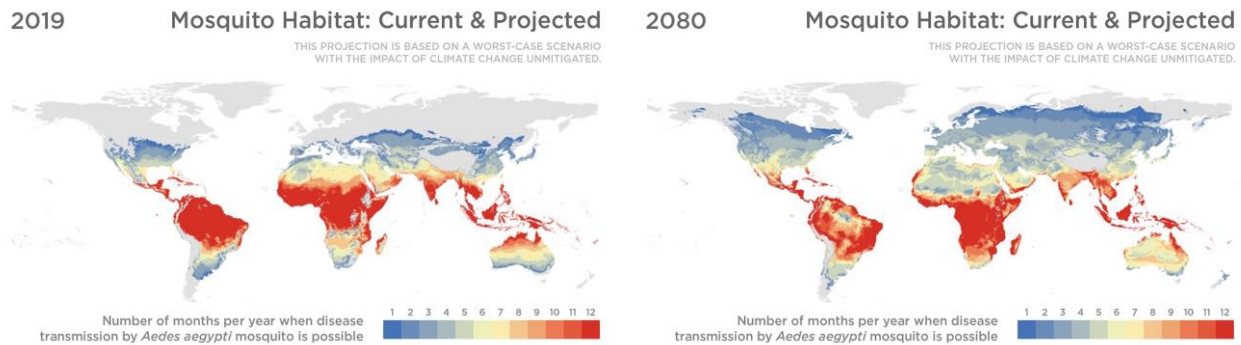 2019
Mosquito Habitat: Current & Projected
THIS PROJECTION IS BASED ON A WORST-CASE SCENARIO
WITH THE IMPACT OF CLIMATE CHANGE UNMITIGATED.
Number of months per year when disease
transmission by Aedes aegypti mosquito is possible
1 2 3 4 5 6 7 8 9 10 11 12
2080
Mosquito Habitat: Current & Projected
THIS PROJECTION IS BASED ON A WORST-CASE SCENARIO
WITH THE IMPACT OF CLIMATE CHANGE UNMITIGATED.
Number of months per year when disease
transmission by Aedes aegypti mosquito is possible
1 2 3 4 5 6 7 8 9 10 11 12